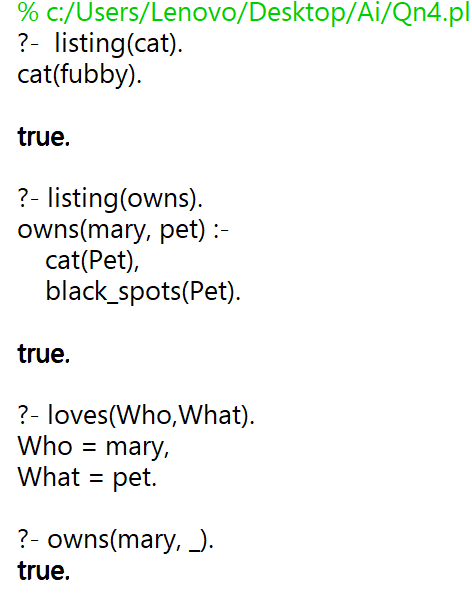 % c:/Users/Lenovo/Desktop/Ai/Qn4.pl
?-  listing(cat).
cat(fubby).
true.
?- listing(owns).
owns(mary, pet) :-
    cat(Pet),
    black_spots(Pet).
true.
?- loves(Who,What).
Who = mary,
What = pet.
?- owns(mary, _).
true.